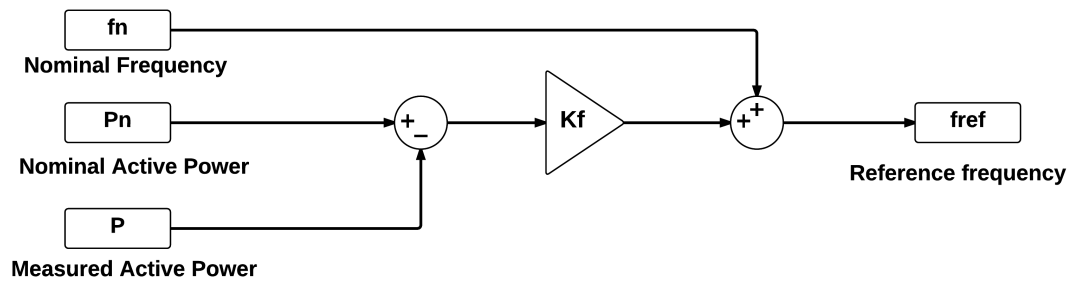 fn
Nominal Frequency
Pn
Nominal Active Power
P
Measured Active Power
+
–
Kf
+
+
fref
Reference frequency